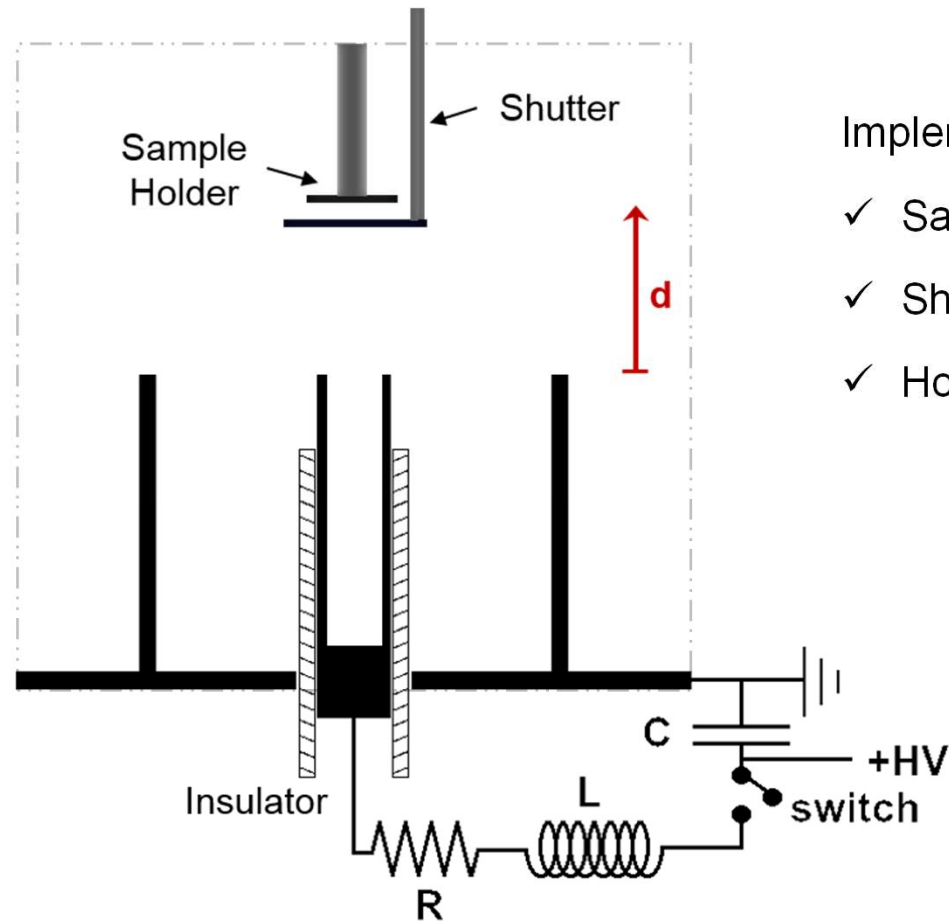 Shutter
Sample
Holder
d
C
+HV
switch
Insulator
L
R